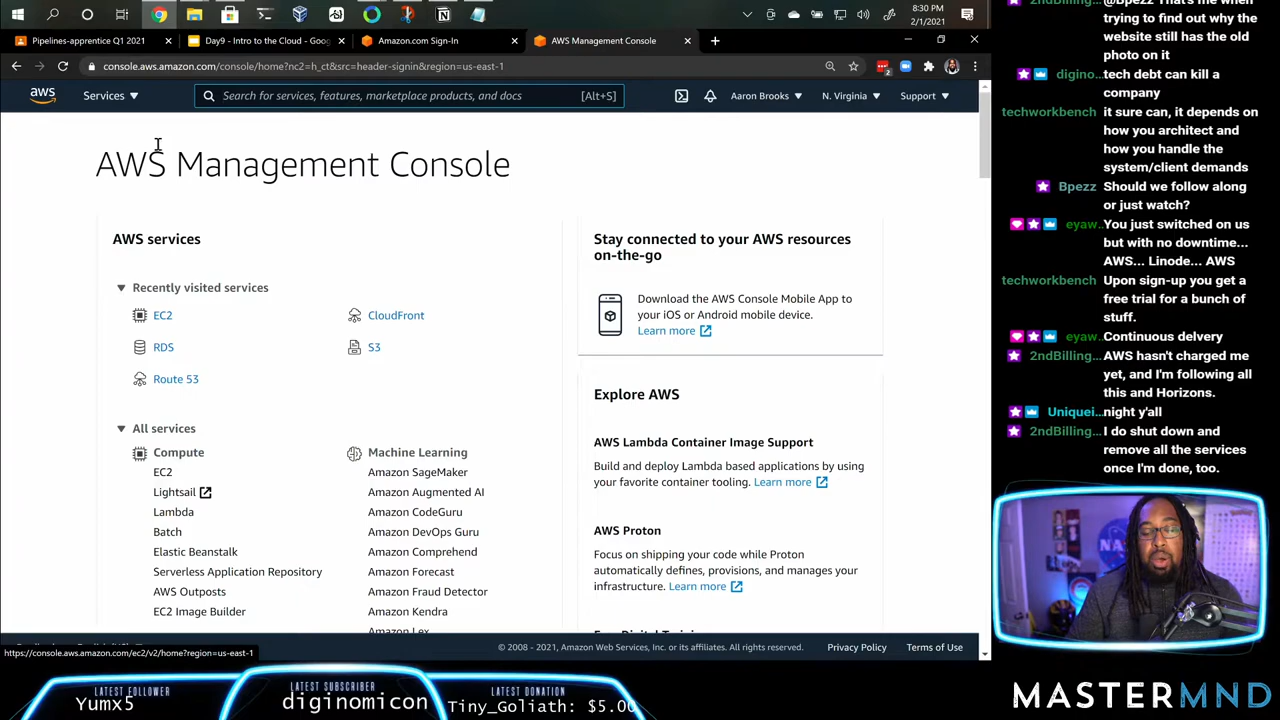 8:30 PM
2/1/2021
Pipelines-apprentice Q1 2021
Day9 - Intro to the Cloud - Goog
Amazon.com Sign-In
AWS Management Console
console.aws.amazon.com/console/home?nc2=h_ct&src=header-signin&region=us-east-1
2
aws
Services
Search for services, features, marketplace products, and docs
[Alt+S]
Aaron Brooks
N. Virginia
Support
AWS Management Console
AWS services
Recently visited services
EC2
CloudFront
RDS
S3
Route 53
All services
Compute
EC2
Lightsail
Lambda
Batch
Elastic Beanstalk
Serverless Application Repository
AWS Outposts
EC2 Image Builder
Machine Learning
Amazon SageMaker
Amazon Augmented AI
Amazon CodeGuru
Amazon DevOps Guru
Amazon Comprehend
Amazon Forecast
Amazon Fraud Detector
Amazon Kendra
Amazon Lex
Stay connected to your AWS resources
on-the-go
Download the AWS Console Mobile App to
your iOS or Android mobile device.
Learn more
Explore AWS
AWS Lambda Container Image Support
Build and deploy Lambda based applications by using
your favorite container tooling. Learn more
AWS Proton
Focus on shipping your code while Proton
automatically defines, provisions, and manages your
infrastructure. Learn more
© 2008 - 2021, Amazon Web Services, Inc. or its affiliates. All rights reserved.
Privacy Policy
Terms of Use
https://console.aws.amazon.com/ec2/v2/home?region=us-east-1
2ndBilling... @Bpezz That's me when
trying to find out why the
website still has the old
photo on it
digino... tech debt can kill a
company
techworkbench it sure can, it depends on
how you architect and
how you handle the
system/client demands
Bpezz Should we follow along
or just watch?
eyaw... You just switched on us
but with no downtime...
AWS... Linode... AWS
techworkbench Upon sign-up you get a
free trial for a bunch of
stuff.
eyaw... Continuous delvery
2ndBilling... AWS hasn't charged me
yet, and I'm following all
this and Horizons.
Uniquei... night y'all
2ndBilling... I do shut down and
remove all the services
once I'm done, too.
NASA
LATEST FOLLOWER
Yumx5
LATEST SUBSCRIBER
diginomicon
LATEST DONATION
Tiny_Goliath: $5.00
MASTERMND